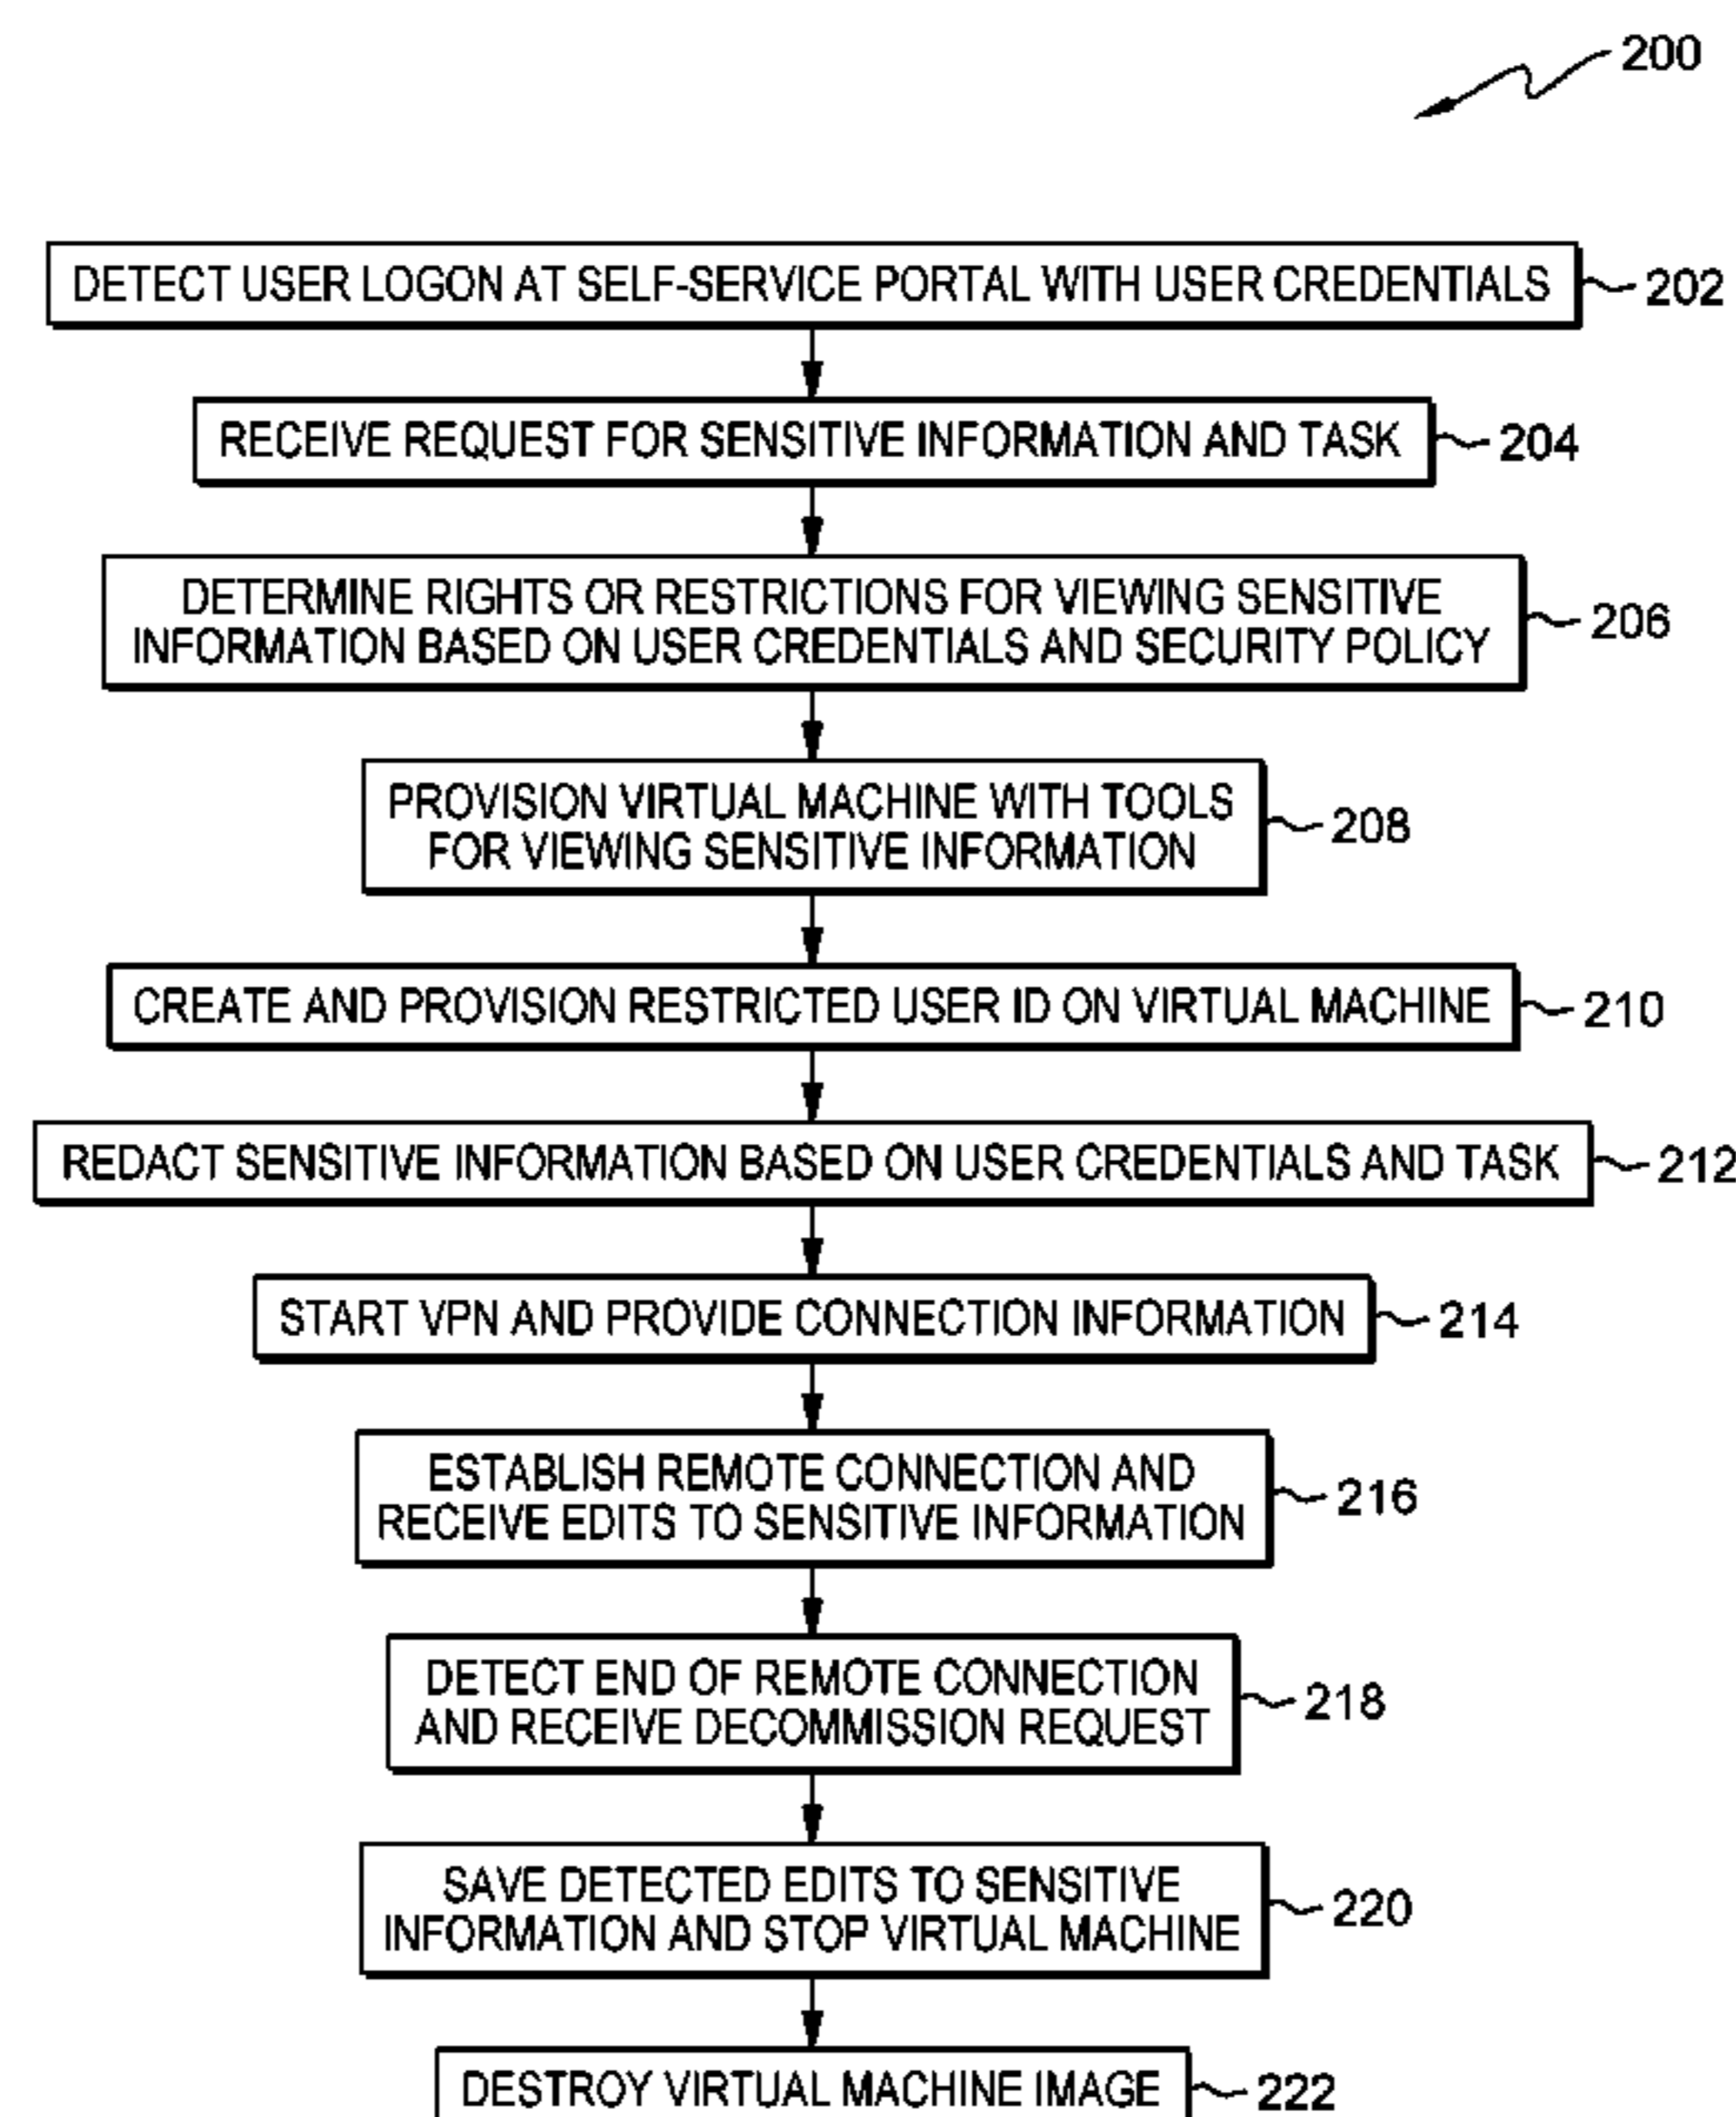 200
DETECT USER LOGON AT SELF-SERVICE PORTAL WITH USER CREDENTIALS
202
RECEIVE REQUEST FOR SENSITIVE INFORMATION AND TASK
204
DETERMINE RIGHTS OR RESTRICTIONS FOR VIEWING SENSITIVE
INFORMATION BASED ON USER CREDENTIALS AND SECURITY POLICY
206
PROVISION VIRTUAL MACHINE WITH TOOLS
FOR VIEWING SENSITIVE INFORMATION
208
CREATE AND PROVISION RESTRICTED USER ID ON VIRTUAL MACHINE
210
REDACT SENSITIVE INFORMATION BASED ON USER CREDENTIALS AND TASK
212
START VPN AND PROVIDE CONNECTION INFORMATION
214
ESTABLISH REMOTE CONNECTION AND
RECEIVE EDITS TO SENSITIVE INFORMATION
216
DETECT END OF REMOTE CONNECTION
AND RECEIVE DECOMMISSION REQUEST
218
SAVE DETECTED EDITS TO SENSITIVE
INFORMATION AND STOP VIRTUAL MACHINE
220
DESTROY VIRTUAL MACHINE IMAGE
222